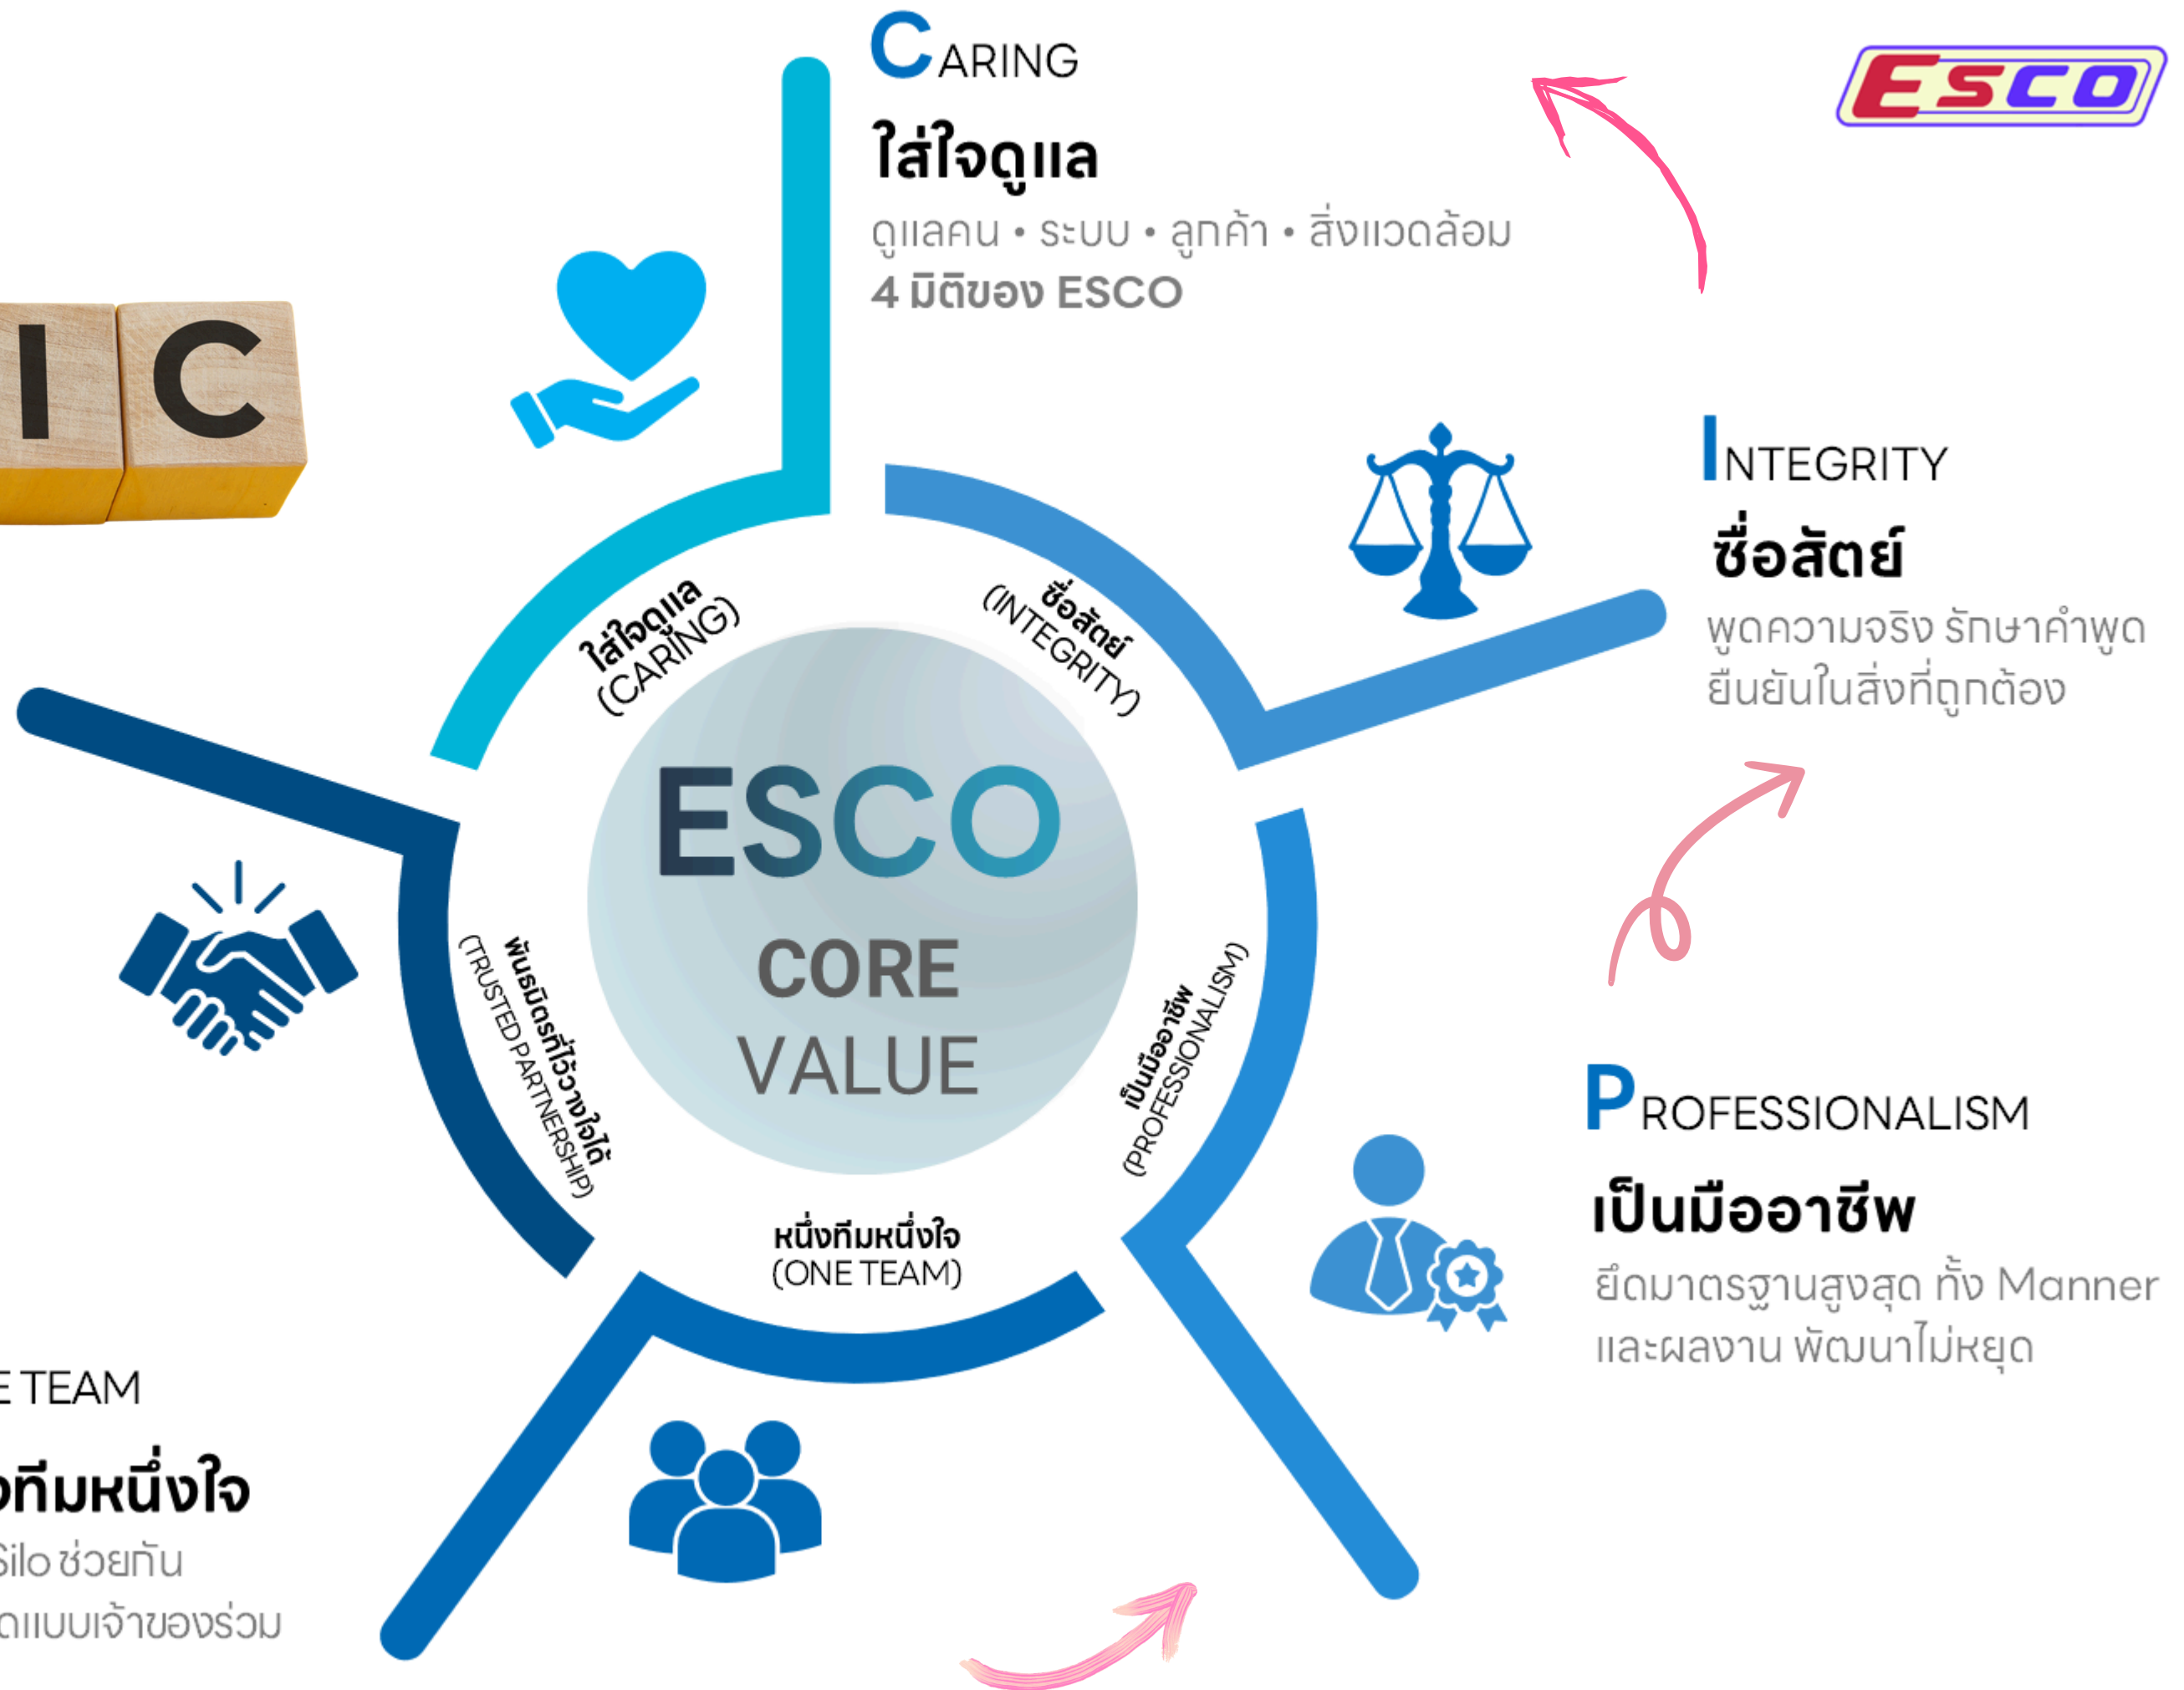 CARING
ใส่ใจดูแล
ดูแลคน • ระบบ • ลูกค้า • สิ่งแวดล้อม
4 มิติของ ESCO
ESCO
I C
INTEGRITY
ซื่อสัตย์
พูดความจริง รักษาคำพูด
ยืนยันในสิ่งที่ถูกต้อง
ใส่ใจดูแล
(CARING)
ซื่อสัตย์
(INTEGRITY)
ESCO
CORE
VALUE
พันธมิตรที่ไว้วางใจได้
(TRUSTED PARTNERSHIP)
เป็นมืออาชีพ
(PROFESSIONALISM)
หนึ่งทีมหนึ่งใจ
(ONE TEAM)
PROFESSIONALISM
เป็นมืออาชีพ
ยึดมาตรฐานสูงสุด ทั้ง Manner
และผลงาน พัฒนาไม่หยุด
E TEAM
งทีมหนึ่งใจ
Silo ช่วยกัน
ดแบบเจ้าของร่วม